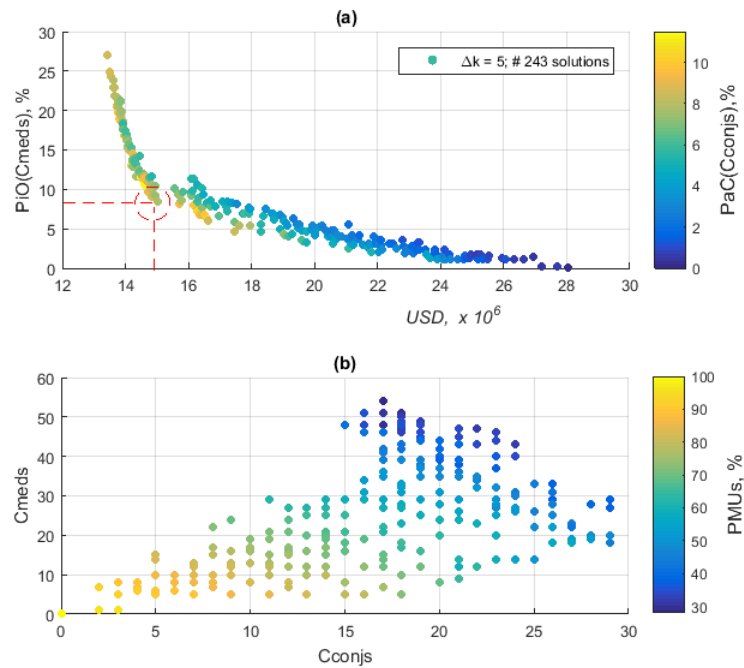 (a)
30
25
20
15
10
5
0
PiO(Cmeds), %
Δk = 5; # 243 solutions
12 14 16 18 20 22 24 26 28 30
USD, x 10^6
10
8
6
4
2
0
PaC(Cconjs),%
(b)
60
50
40
30
20
10
0
Cmeds
0 5 10 15 20 25 30
Cconjs
100
90
80
70
60
50
40
30
PMUs, %